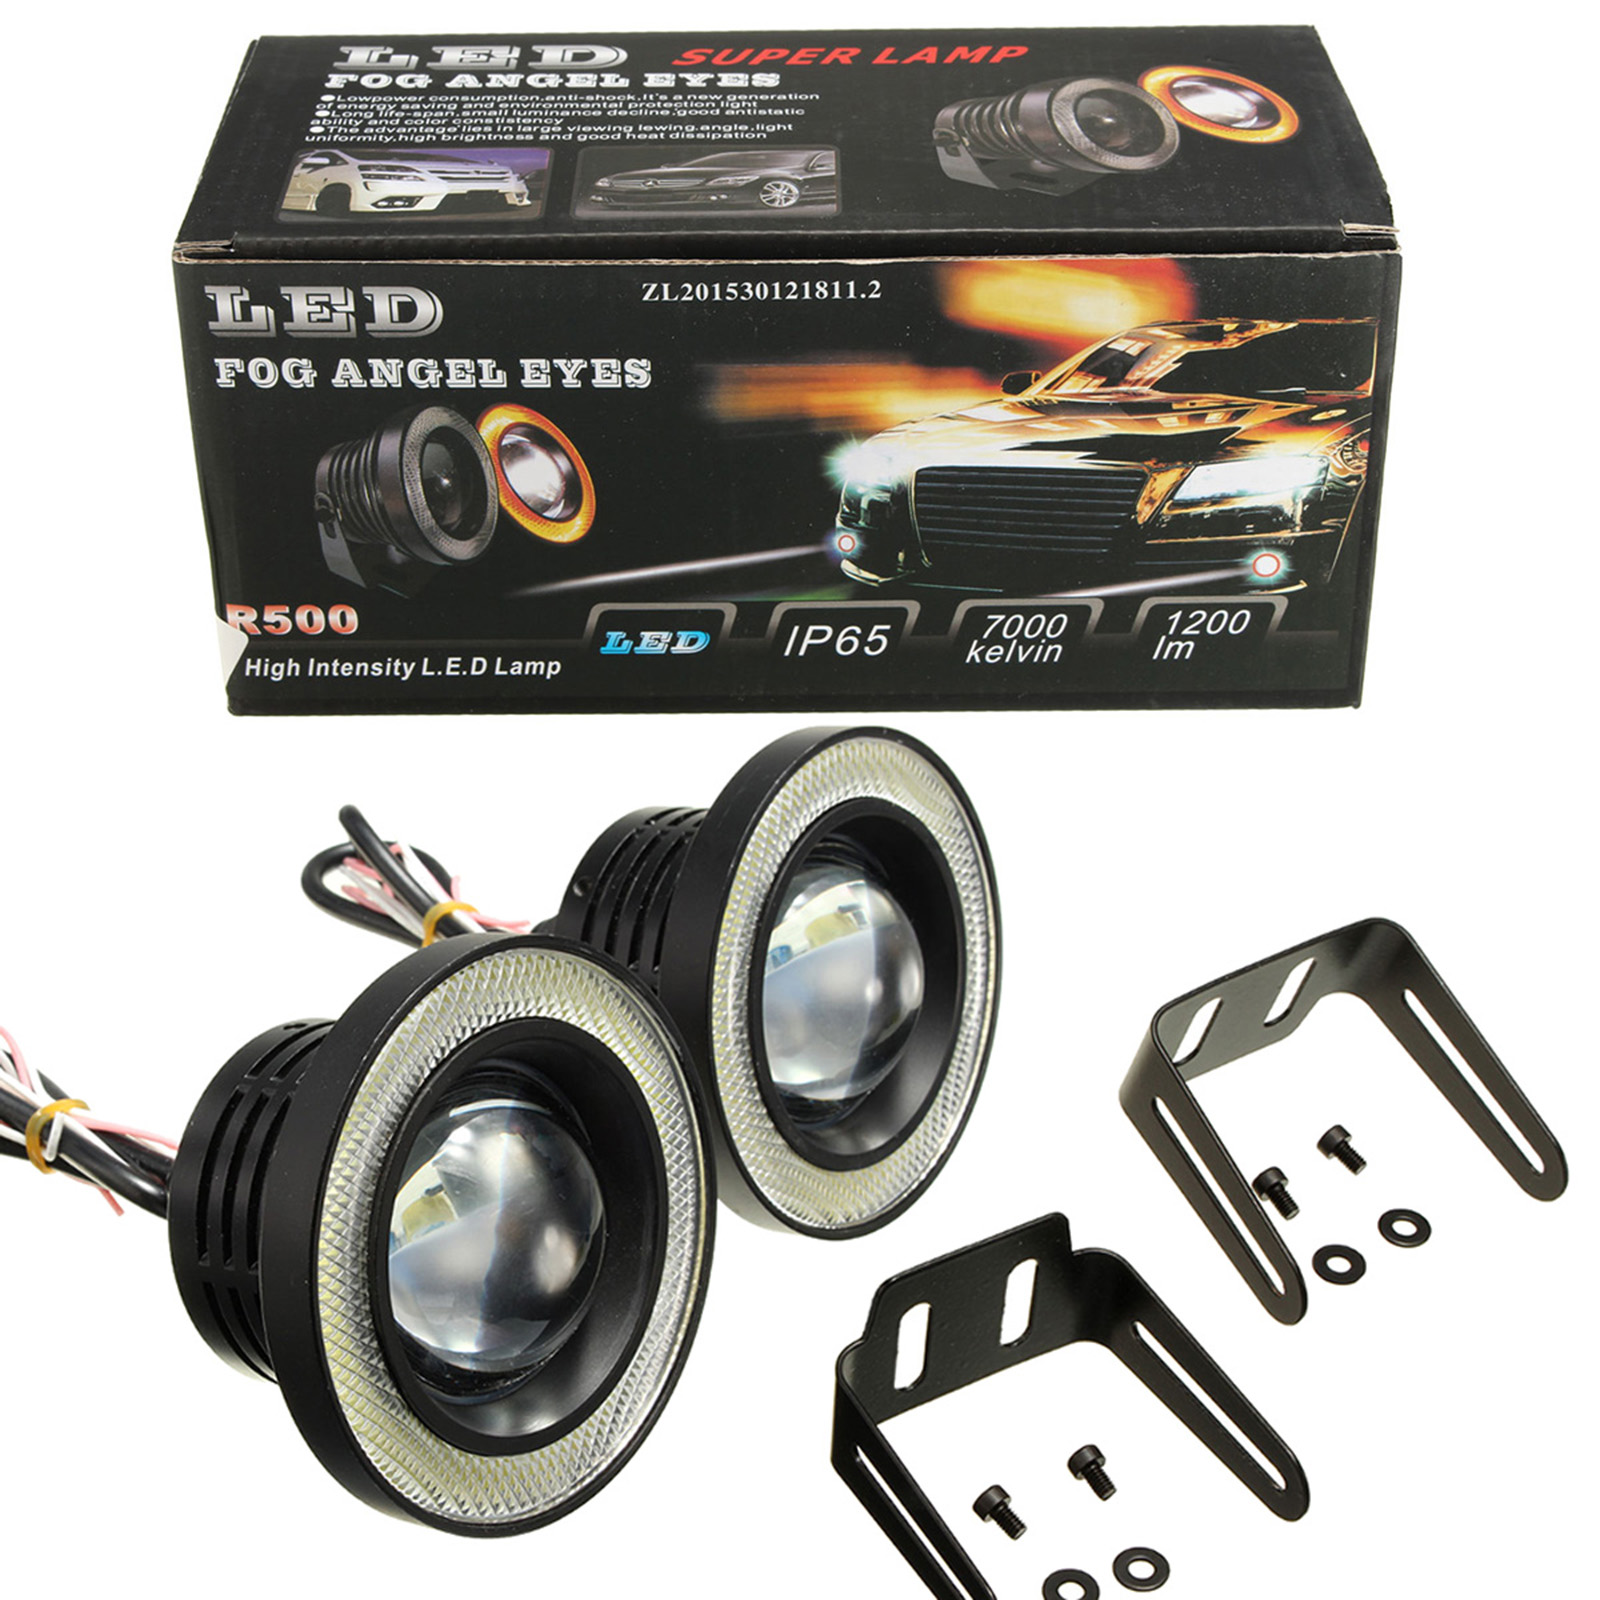 LED SUPER LAMP
FOG ANGEL EYES
●Lowpower consumption,anti-shock,It's a new generation
of energy saving and environmental protection light
●Long life-span,small luminance decline,good antistatic
ability and color constistency
●The advantage lies in large viewing lewing.angle,light
uniformity,high brightness and good heat dissipation
ZL201530121811.2
LED
FOG ANGEL EYES
R500
High Intensity L.E.D Lamp
LED
IP65
7000
kelvin
1200
lm